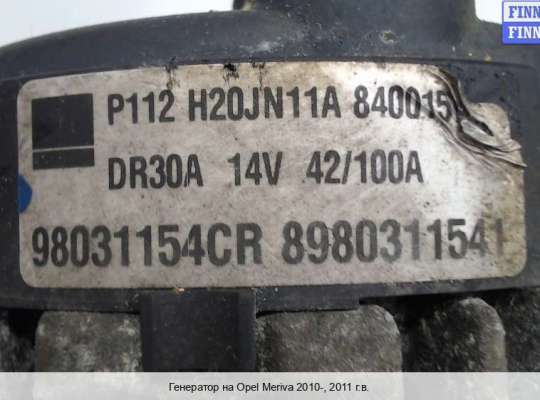 FINN
FINN
P112 H20JN11A 840015
DR30A 14V 42/100A
98031154CR 8980311541
Генератор на Opel Meriva 2010-, 2011 г.в.